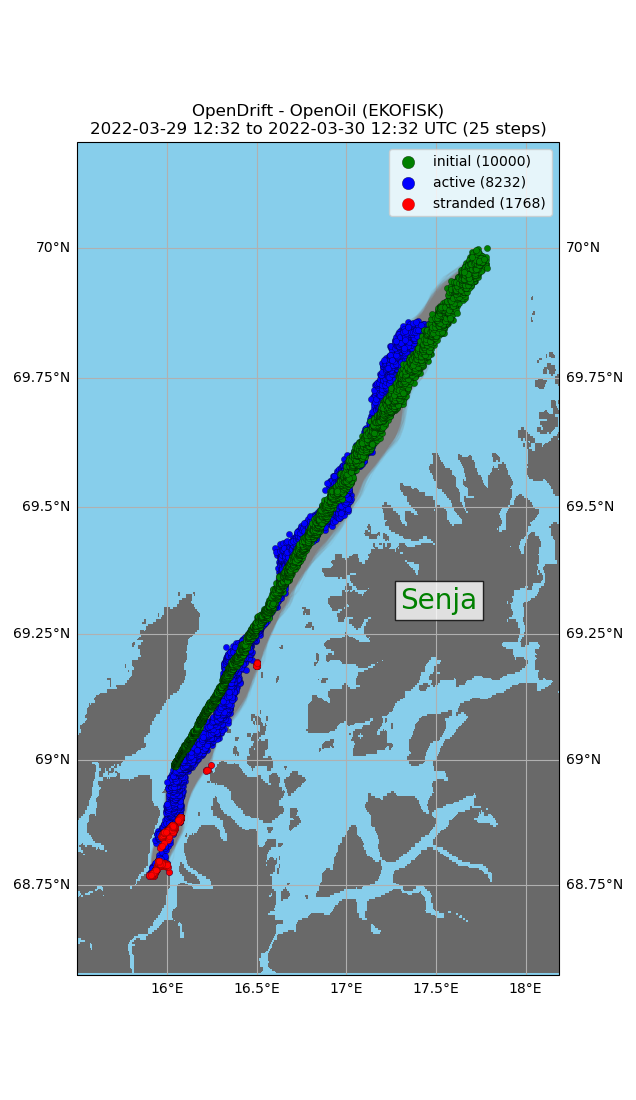 OpenDrift - OpenOil (EKOFISK)
2022-03-29 12:32 to 2022-03-30 12:32 UTC (25 steps)
initial (10000)
active (8232)
stranded (1768)
70°N 70°N
69.75°N 69.75°N
69.5°N 69.5°N
Senja
69.25°N 69.25°N
69°N 69°N
68.75°N 68.75°N
16°E 16.5°E 17°E 17.5°E 18°E